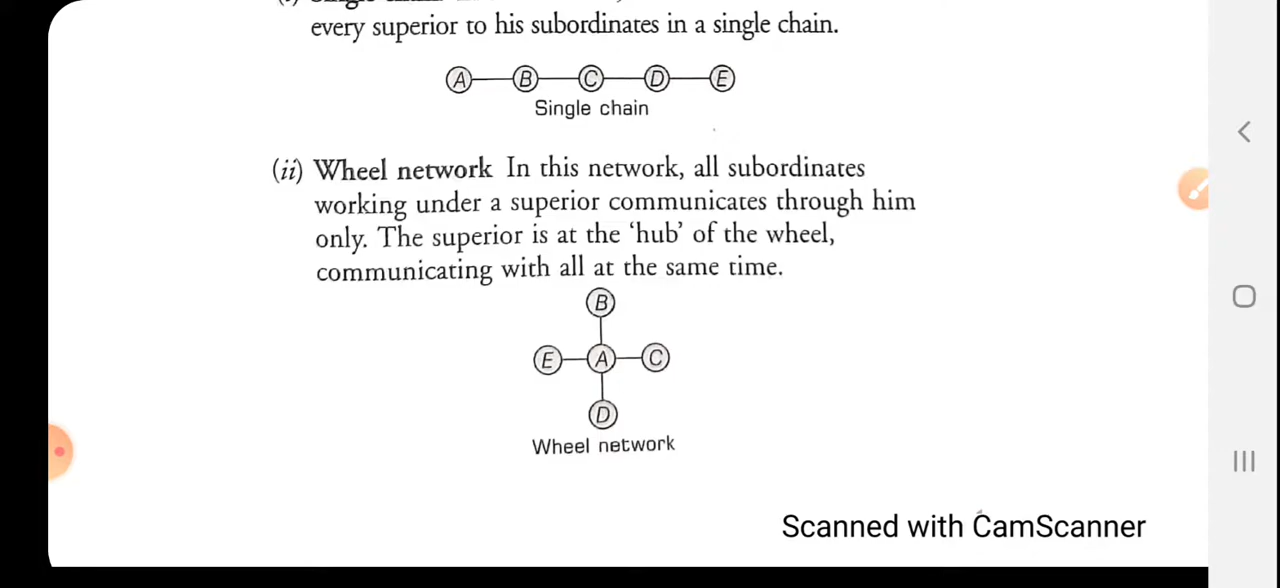 every superior to his subordinates in a single chain.
A B C D E
Single chain
(ii) Wheel network In this network, all subordinates
working under a superior communicates through him
only. The superior is at the 'hub' of the wheel,
communicating with all at the same time.
B
E A C
D
Wheel network
Scanned with CamScanner